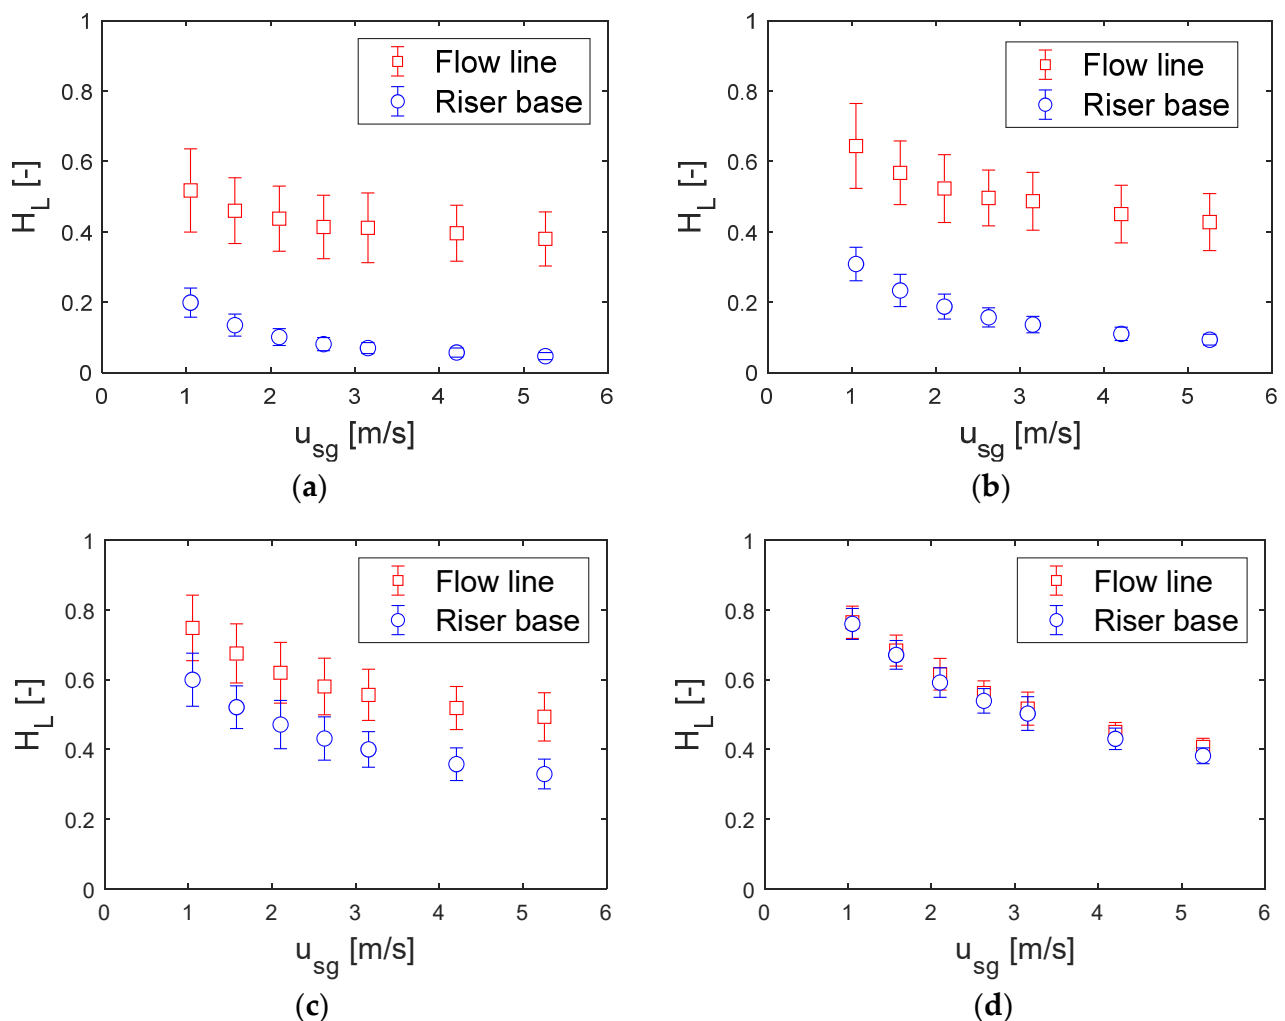 1
0.8
0.6
0.4
0.2
0
H_L [-]
Flow line
Riser base
0 1 2 3 4 5 6
u_sg [m/s]
(a)
1
0.8
0.6
0.4
0.2
0
H_L [-]
Flow line
Riser base
0 1 2 3 4 5 6
u_sg [m/s]
(b)
1
0.8
0.6
0.4
0.2
0
H_L [-]
Flow line
Riser base
0 1 2 3 4 5 6
u_sg [m/s]
(c)
1
0.8
0.6
0.4
0.2
0
H_L [-]
Flow line
Riser base
0 1 2 3 4 5 6
u_sg [m/s]
(d)